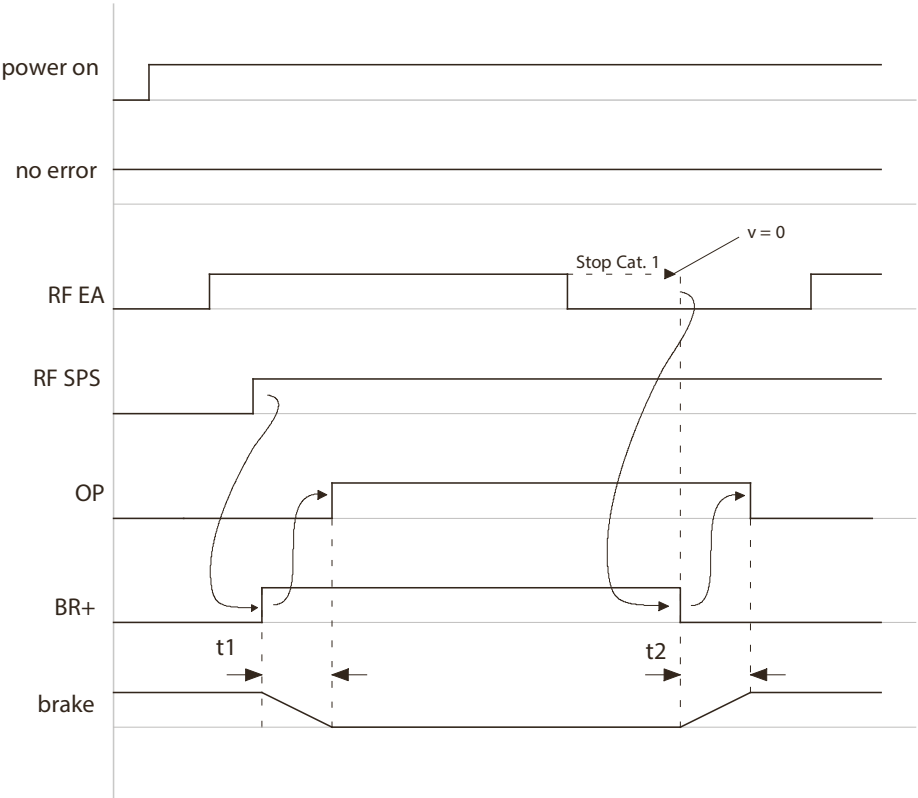 power on
no error
v = 0
Stop Cat. 1
RF EA
RF SPS
OP
BR+
t1
t2
brake